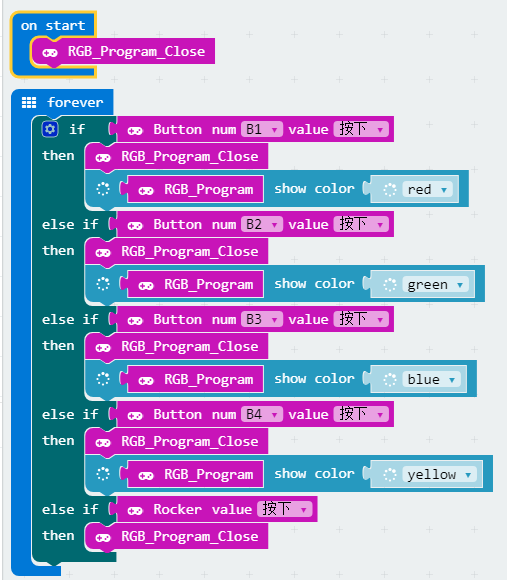 on start
RGB_Program_Close
forever
if Button num B1 value 按下
then RGB_Program_Close
RGB_Program show color red
else if Button num B2 value 按下
then RGB_Program_Close
RGB_Program show color green
else if Button num B3 value 按下
then RGB_Program_Close
RGB_Program show color blue
else if Button num B4 value 按下
then RGB_Program_Close
RGB_Program show color yellow
else if Rocker value 按下
then RGB_Program_Close